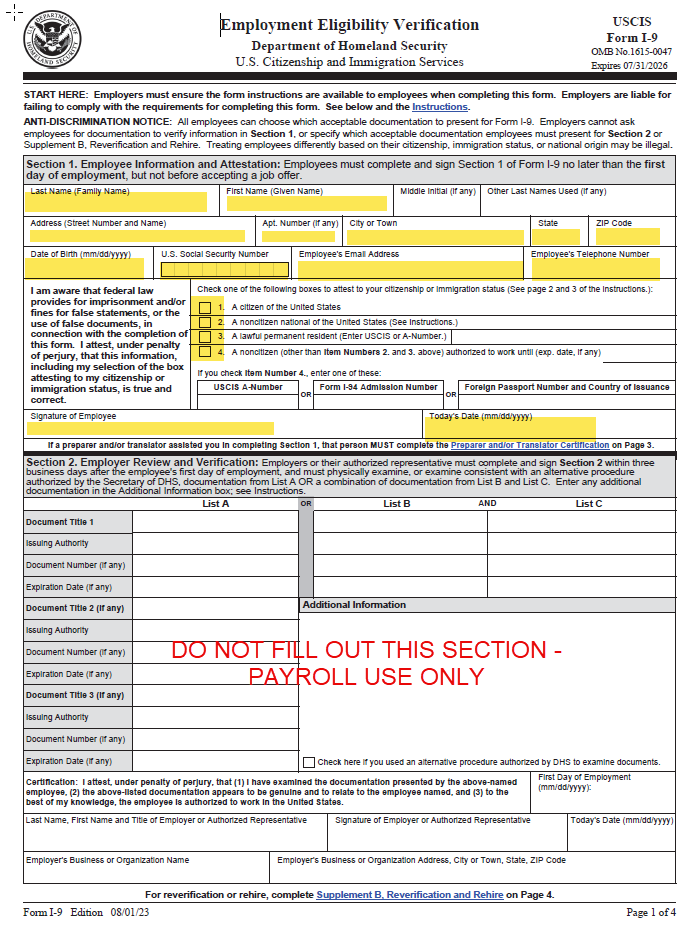 U.S. DEPARTMENT OF HOMELAND SECURITY
Employment Eligibility Verification
Department of Homeland Security
U.S. Citizenship and Immigration Services
USCIS
Form I-9
OMB No.1615-0047
Expires 07/31/2026
START HERE: Employers must ensure the form instructions are available to employees when completing this form. Employers are liable for
failing to comply with the requirements for completing this form. See below and the Instructions.
ANTI-DISCRIMINATION NOTICE: All employees can choose which acceptable documentation to present for Form I-9. Employers cannot ask
employees for documentation to verify information in Section 1, or specify which acceptable documentation employees must present for Section 2 or
Supplement B, Reverification and Rehire. Treating employees differently based on their citizenship, immigration status, or national origin may be illegal.
Section 1. Employee Information and Attestation: Employees must complete and sign Section 1 of Form I-9 no later than the first
day of employment, but not before accepting a job offer.
Last Name (Family Name)
First Name (Given Name)
Middle Initial (if any)
Other Last Names Used (if any)
Address (Street Number and Name)
Apt. Number (if any)
City or Town
State
ZIP Code
Date of Birth (mm/dd/yyyy)
U.S. Social Security Number
Employee's Email Address
Employee's Telephone Number
I am aware that federal law
provides for imprisonment and/or
fines for false statements, or the
use of false documents, in
connection with the completion of
this form. I attest, under penalty
of perjury, that this information,
including my selection of the box
attesting to my citizenship or
immigration status, is true and
correct.
Check one of the following boxes to attest to your citizenship or immigration status (See page 2 and 3 of the instructions.):
1. A citizen of the United States
2. A noncitizen national of the United States (See Instructions.)
3. A lawful permanent resident (Enter USCIS or A-Number.)
4. A noncitizen (other than Item Numbers 2. and 3. above) authorized to work until (exp. date, if any)
If you check Item Number 4., enter one of these:
USCIS A-Number
OR
Form I-94 Admission Number
OR
Foreign Passport Number and Country of Issuance
Signature of Employee
Today's Date (mm/dd/yyyy)
If a preparer and/or translator assisted you in completing Section 1, that person MUST complete the Preparer and/or Translator Certification on Page 3.
Section 2. Employer Review and Verification: Employers or their authorized representative must complete and sign Section 2 within three
business days after the employee's first day of employment, and must physically examine, or examine consistent with an alternative procedure
authorized by the Secretary of DHS, documentation from List A OR a combination of documentation from List B and List C. Enter any additional
documentation in the Additional Information box; see Instructions.
List A
OR
List B
AND
List C
Document Title 1
Issuing Authority
Document Number (if any)
Expiration Date (if any)
Document Title 2 (if any)
Additional Information
Issuing Authority
Document Number (if any)
Expiration Date (if any)
DO NOT FILL OUT THIS SECTION -
PAYROLL USE ONLY
Document Title 3 (if any)
Issuing Authority
Document Number (if any)
Expiration Date (if any)
Check here if you used an alternative procedure authorized by DHS to examine documents.
Certification: I attest, under penalty of perjury, that (1) I have examined the documentation presented by the above-named
employee, (2) the above-listed documentation appears to be genuine and to relate to the employee named, and (3) to the
best of my knowledge, the employee is authorized to work in the United States.
First Day of Employment
(mm/dd/yyyy):
Last Name, First Name and Title of Employer or Authorized Representative
Signature of Employer or Authorized Representative
Today's Date (mm/dd/yyyy)
Employer's Business or Organization Name
Employer's Business or Organization Address, City or Town, State, ZIP Code
For reverification or rehire, complete Supplement B, Reverification and Rehire on Page 4.
Form I-9 Edition 08/01/23
Page 1 of 4